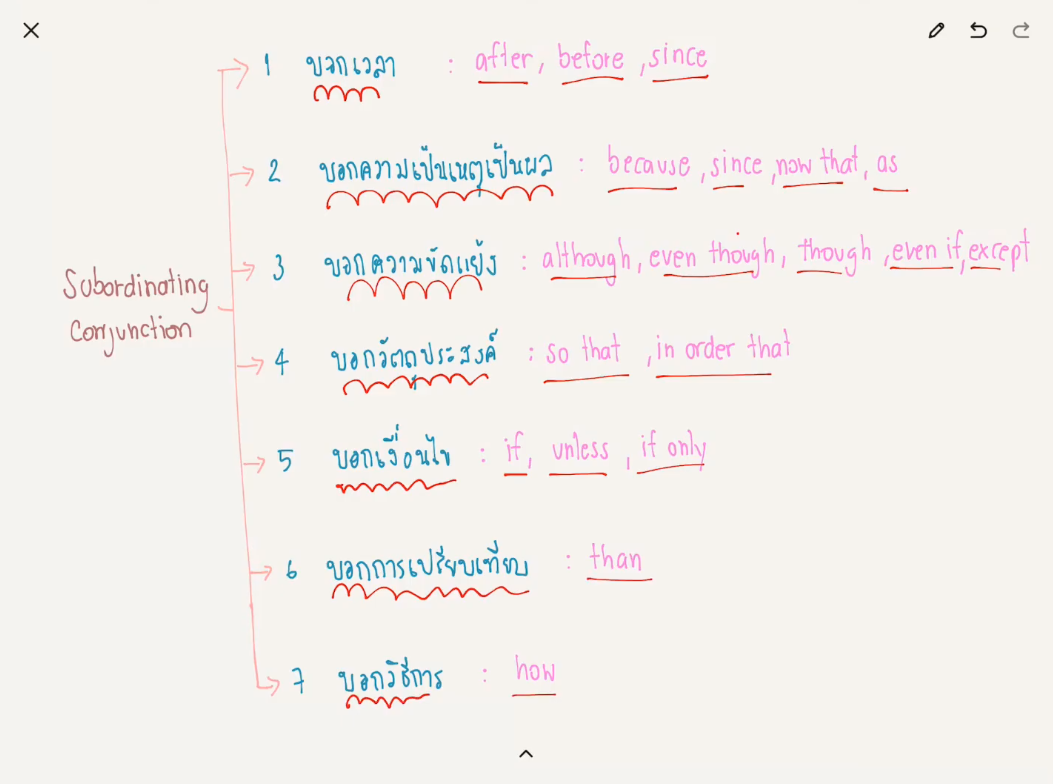 1 บอกเวลา : after, before, since
2 บอกความเป็นเหตุเป็นผล : because, since, now that, as
3 บอกความขัดแย้ง : although, even though, though, even if, except
Subordinating
Conjunction
4 บอกวัตถุประสงค์ : so that, in order that
5 บอกเงื่อนไข : if, unless, if only
6 บอกการเปรียบเทียบ : than
7 บอกวิธีการ : how